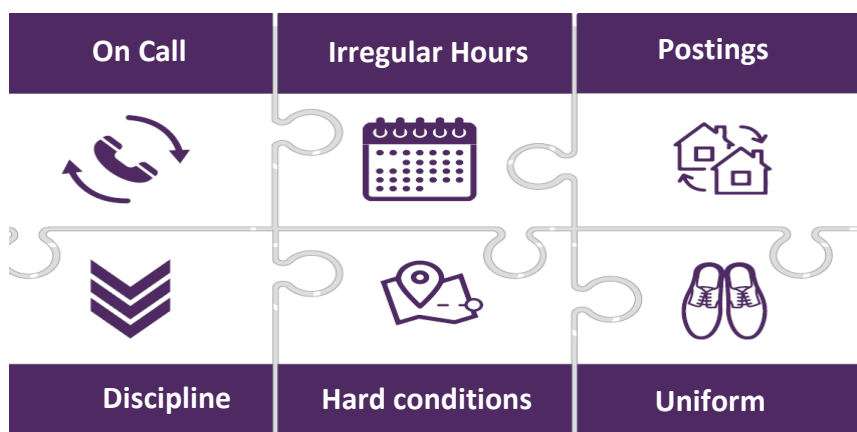 On Call
Irregular Hours
Postings
Discipline
Hard conditions
Uniform